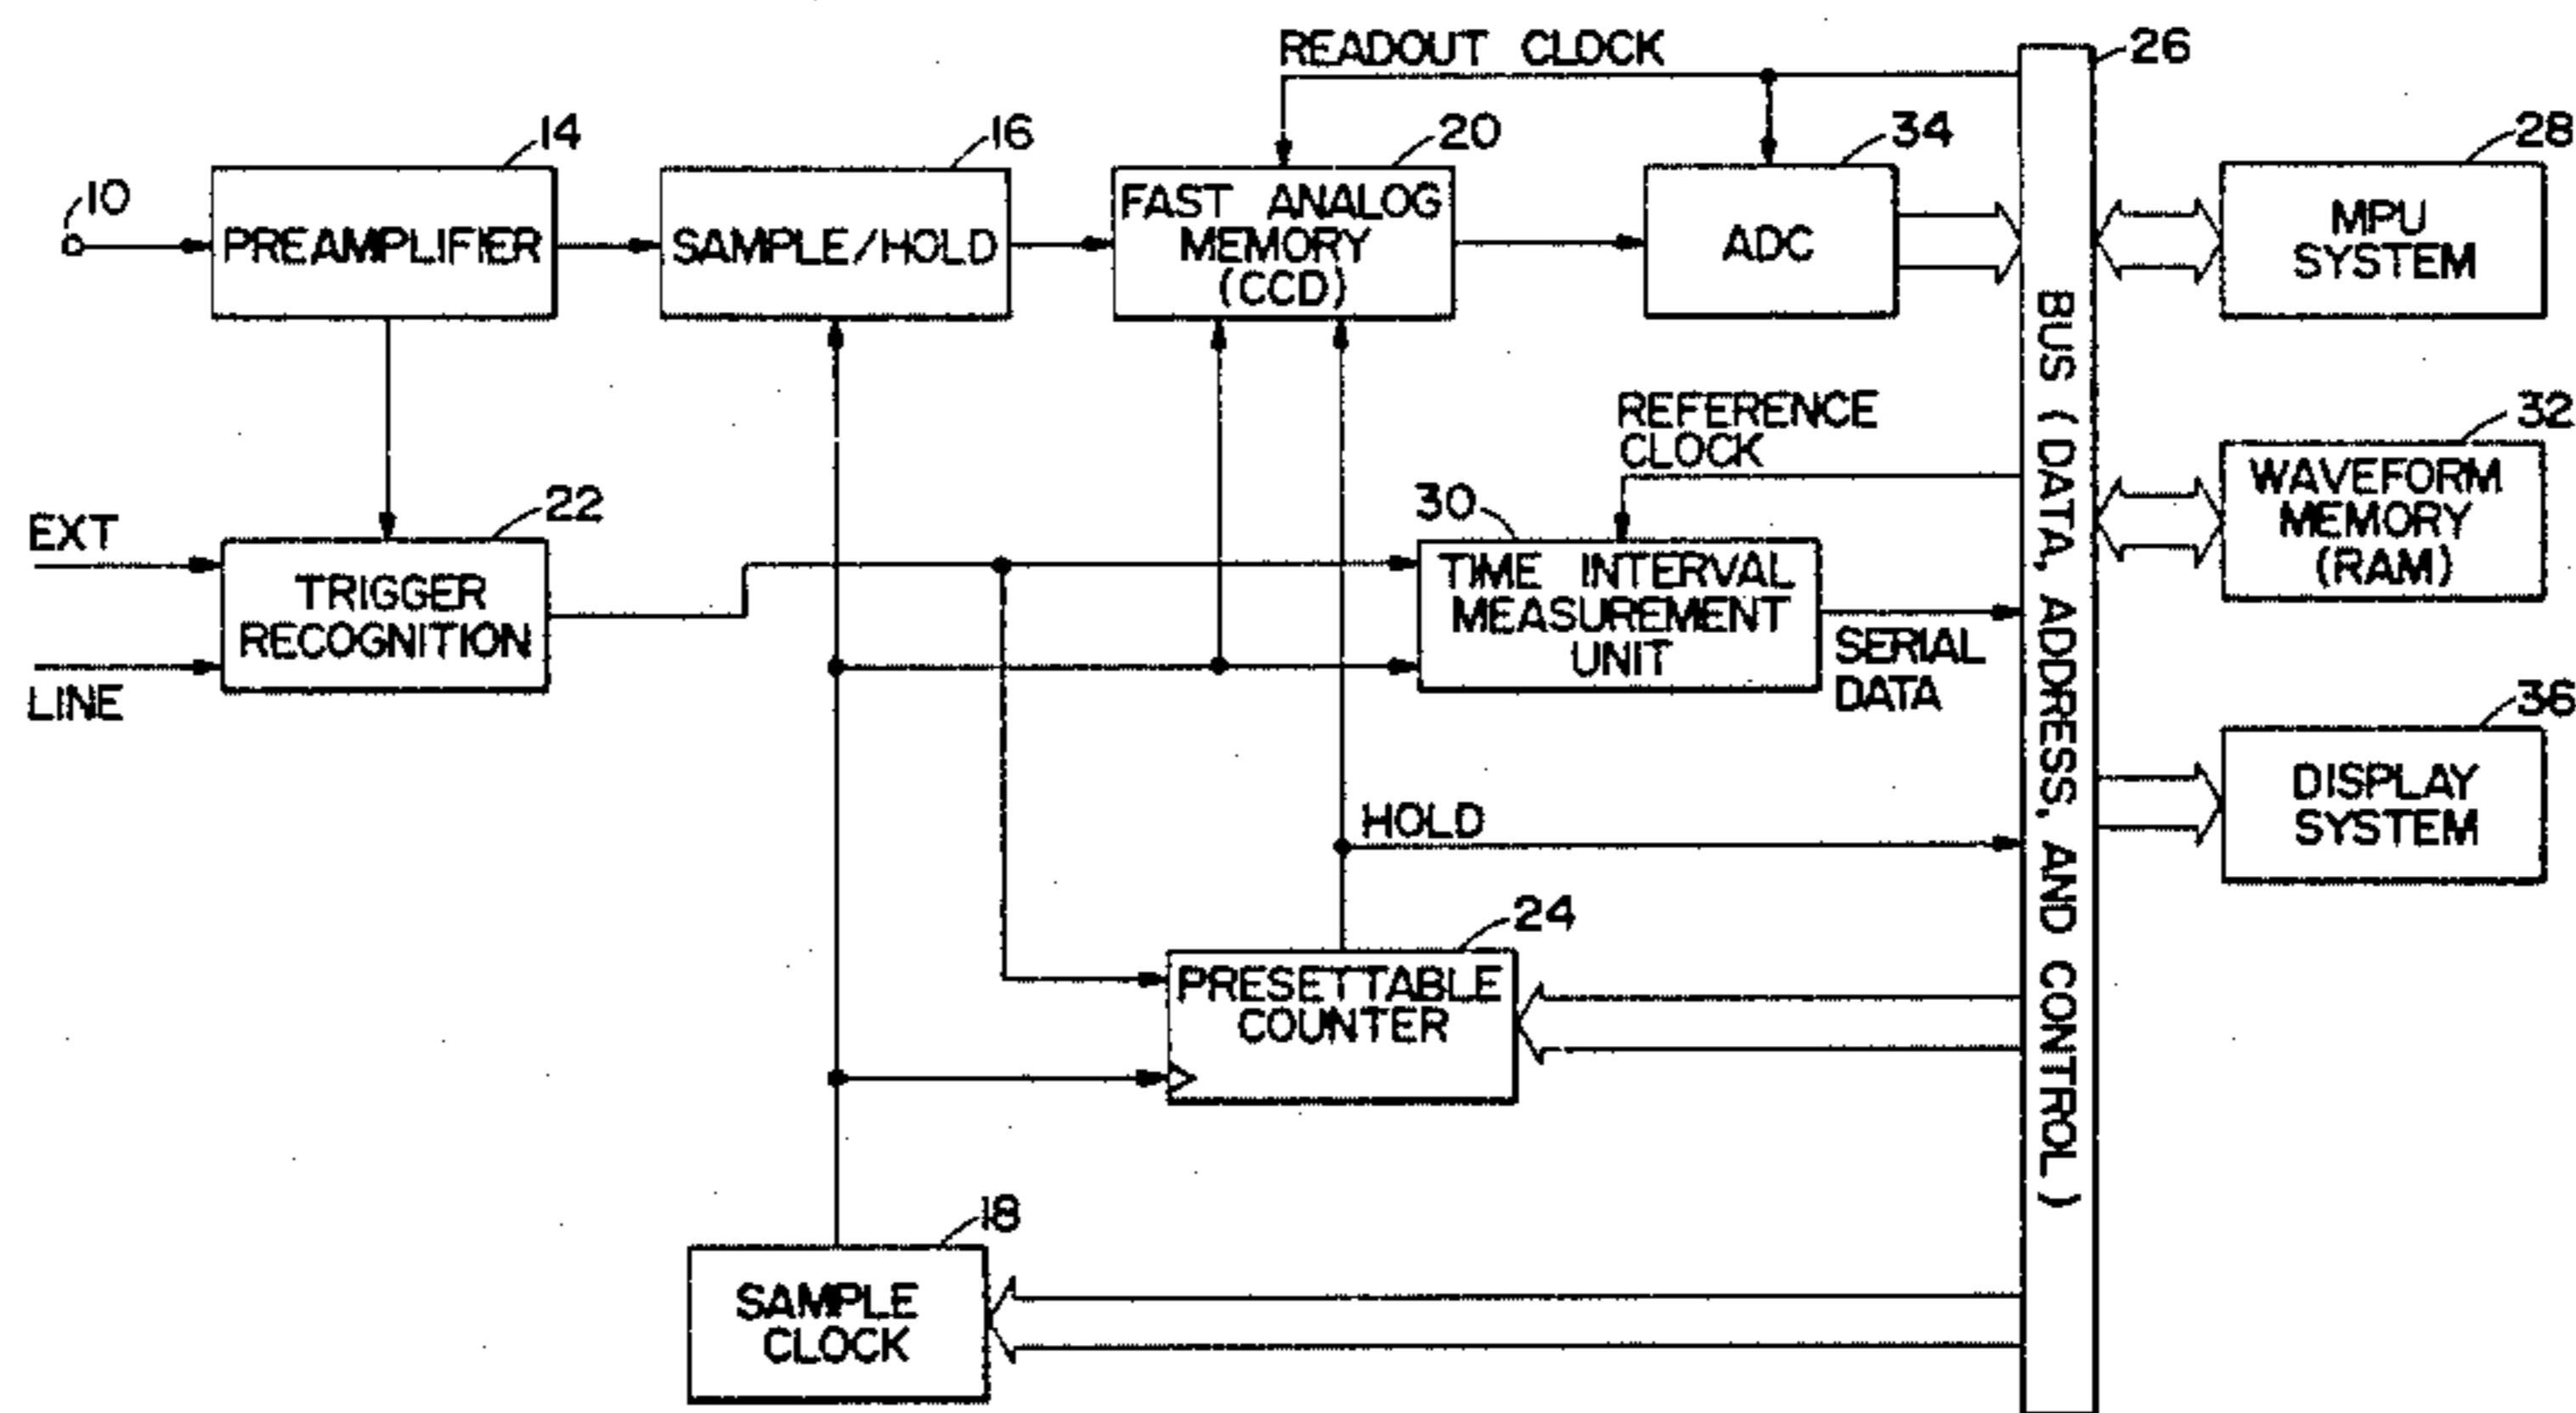 READOUT CLOCK
26
14
16
20
34
28
10
PREAMPLIFIER
SAMPLE/HOLD
FAST ANALOG
MEMORY
(CCD)
ADC
MPU
SYSTEM
BUS (DATA, ADDRESS, AND CONTROL)
REFERENCE
CLOCK
32
WAVEFORM
MEMORY
(RAM)
EXT
22
TRIGGER
RECOGNITION
LINE
30
TIME INTERVAL
MEASUREMENT
UNIT
SERIAL
DATA
36
DISPLAY
SYSTEM
HOLD
24
PRESETTABLE
COUNTER
18
SAMPLE
CLOCK